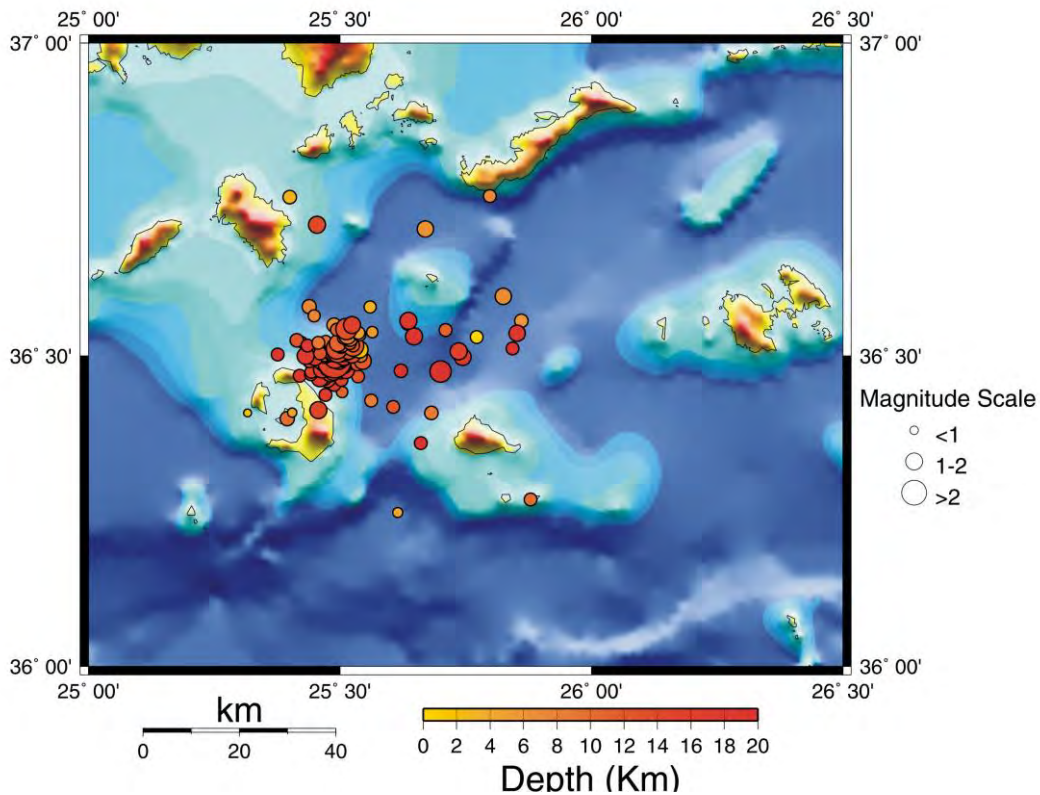 25° 00' 25° 30' 26° 00' 26° 30'
37° 00' 37° 00'
36° 30' 36° 30'
Magnitude Scale
<1
1-2
>2
36° 00' 36° 00'
25° 00' 25° 30' 26° 00' 26° 30'
km
0 20 40
0 2 4 6 8 10 12 14 16 18 20
Depth (Km)